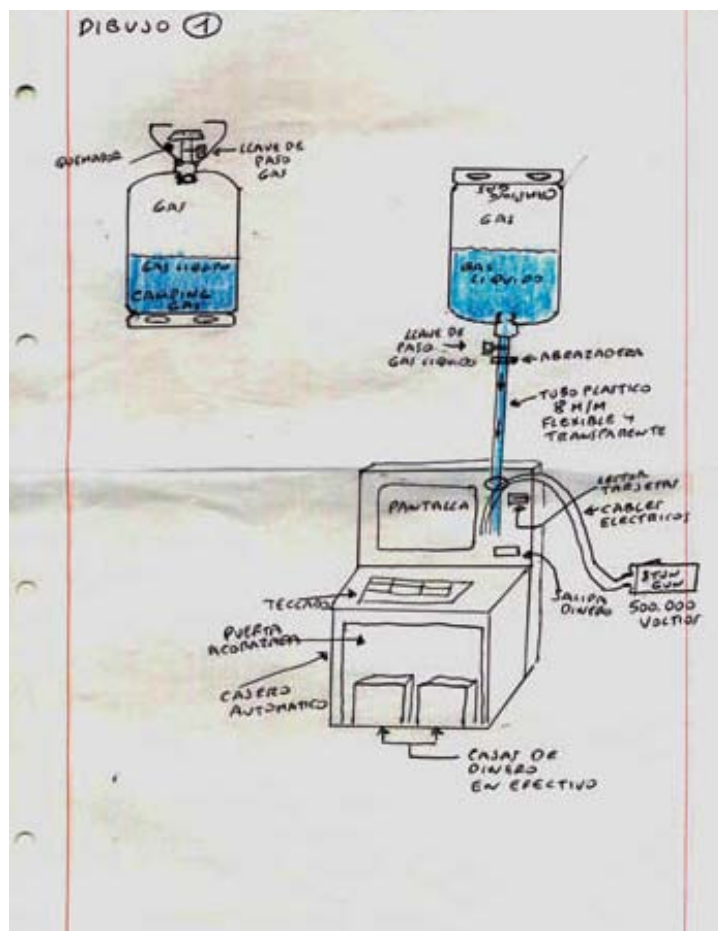 DIBUJO 1
QUEMADOR
LLAVE DE
PASO
GAS
GAS
GAS LIQUIDO
CAMPING
GAS
CAMPING GAS
GAS
GAS
LIQUIDO
LLAVE DE
PASO
GAS LIQUIDO
ABRAZADERA
TUBO PLASTICO
8 M/M
FLEXIBLE Y
TRANSPARENTE
PANTALLA
LECTOR
TARJETAS
CABLES
ELECTRICOS
STUN
GUN
500.000
VOLTIOS
SALIDA
DINERO
TECLADO
PUERTA
ACORAZADA
CAJERO
AUTOMATICO
CAJAS DE
DINERO
EN EFECTIVO